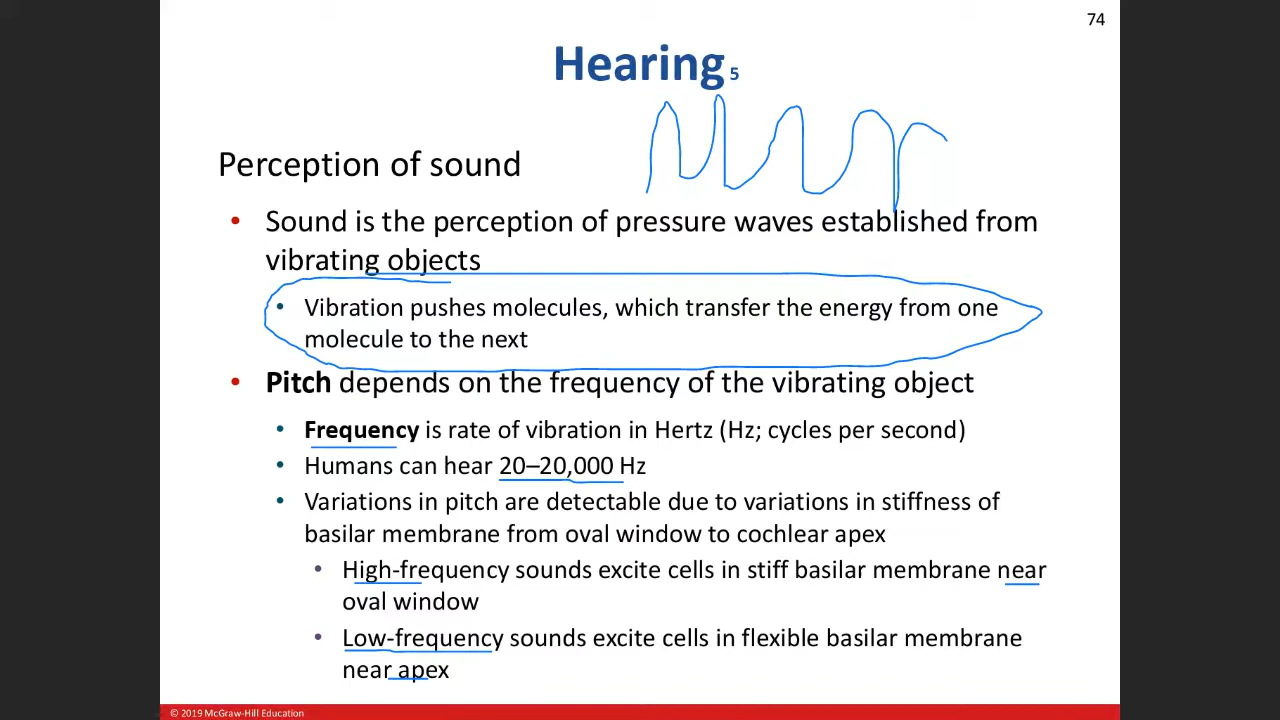 74
Hearing 5
Perception of sound
• Sound is the perception of pressure waves established from
vibrating objects
• Vibration pushes molecules, which transfer the energy from one
molecule to the next
• Pitch depends on the frequency of the vibrating object
• Frequency is rate of vibration in Hertz (Hz; cycles per second)
• Humans can hear 20–20,000 Hz
• Variations in pitch are detectable due to variations in stiffness of
basilar membrane from oval window to cochlear apex
• High-frequency sounds excite cells in stiff basilar membrane near
oval window
• Low-frequency sounds excite cells in flexible basilar membrane
near apex
© 2019 McGraw-Hill Education